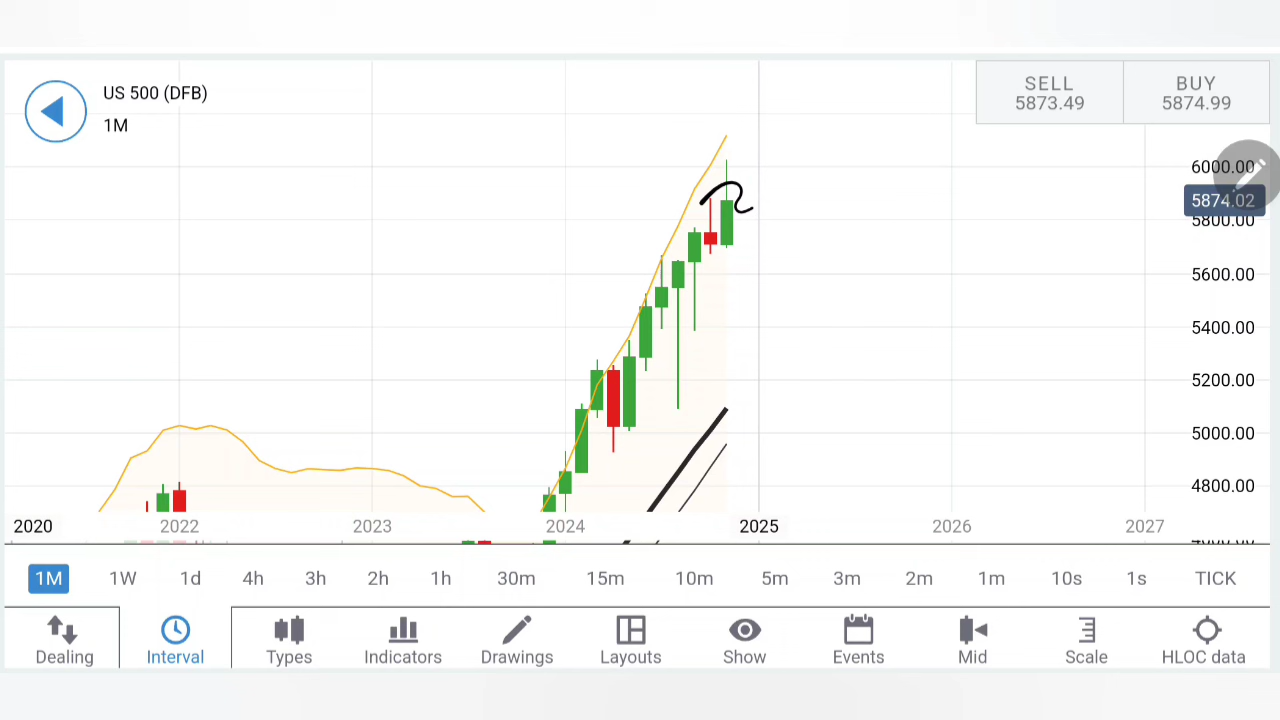 US 500 (DFB)
1M
SELL
5873.49
BUY
5874.99
6000.00
5874.02
5800.00
5600.00
5400.00
5200.00
5000.00
4800.00
2020
2022
2023
2024
2025
2026
2027
1M 1W 1d 4h 3h 2h 1h 30m 15m 10m 5m 3m 2m 1m 10s 1s TICK
Dealing Interval Types Indicators Drawings Layouts Show Events Mid Scale HLOC data